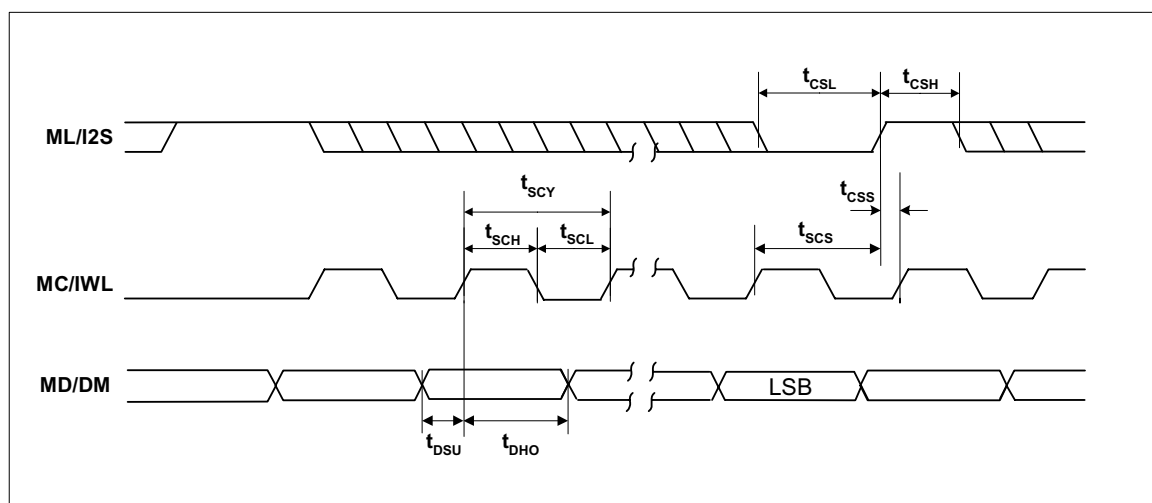 tCSL
tCSH
ML/I2S
tSCY
tCSS
tSCH
tSCL
tSCS
MC/IWL
MD/DM
LSB
tDSU
tDHO